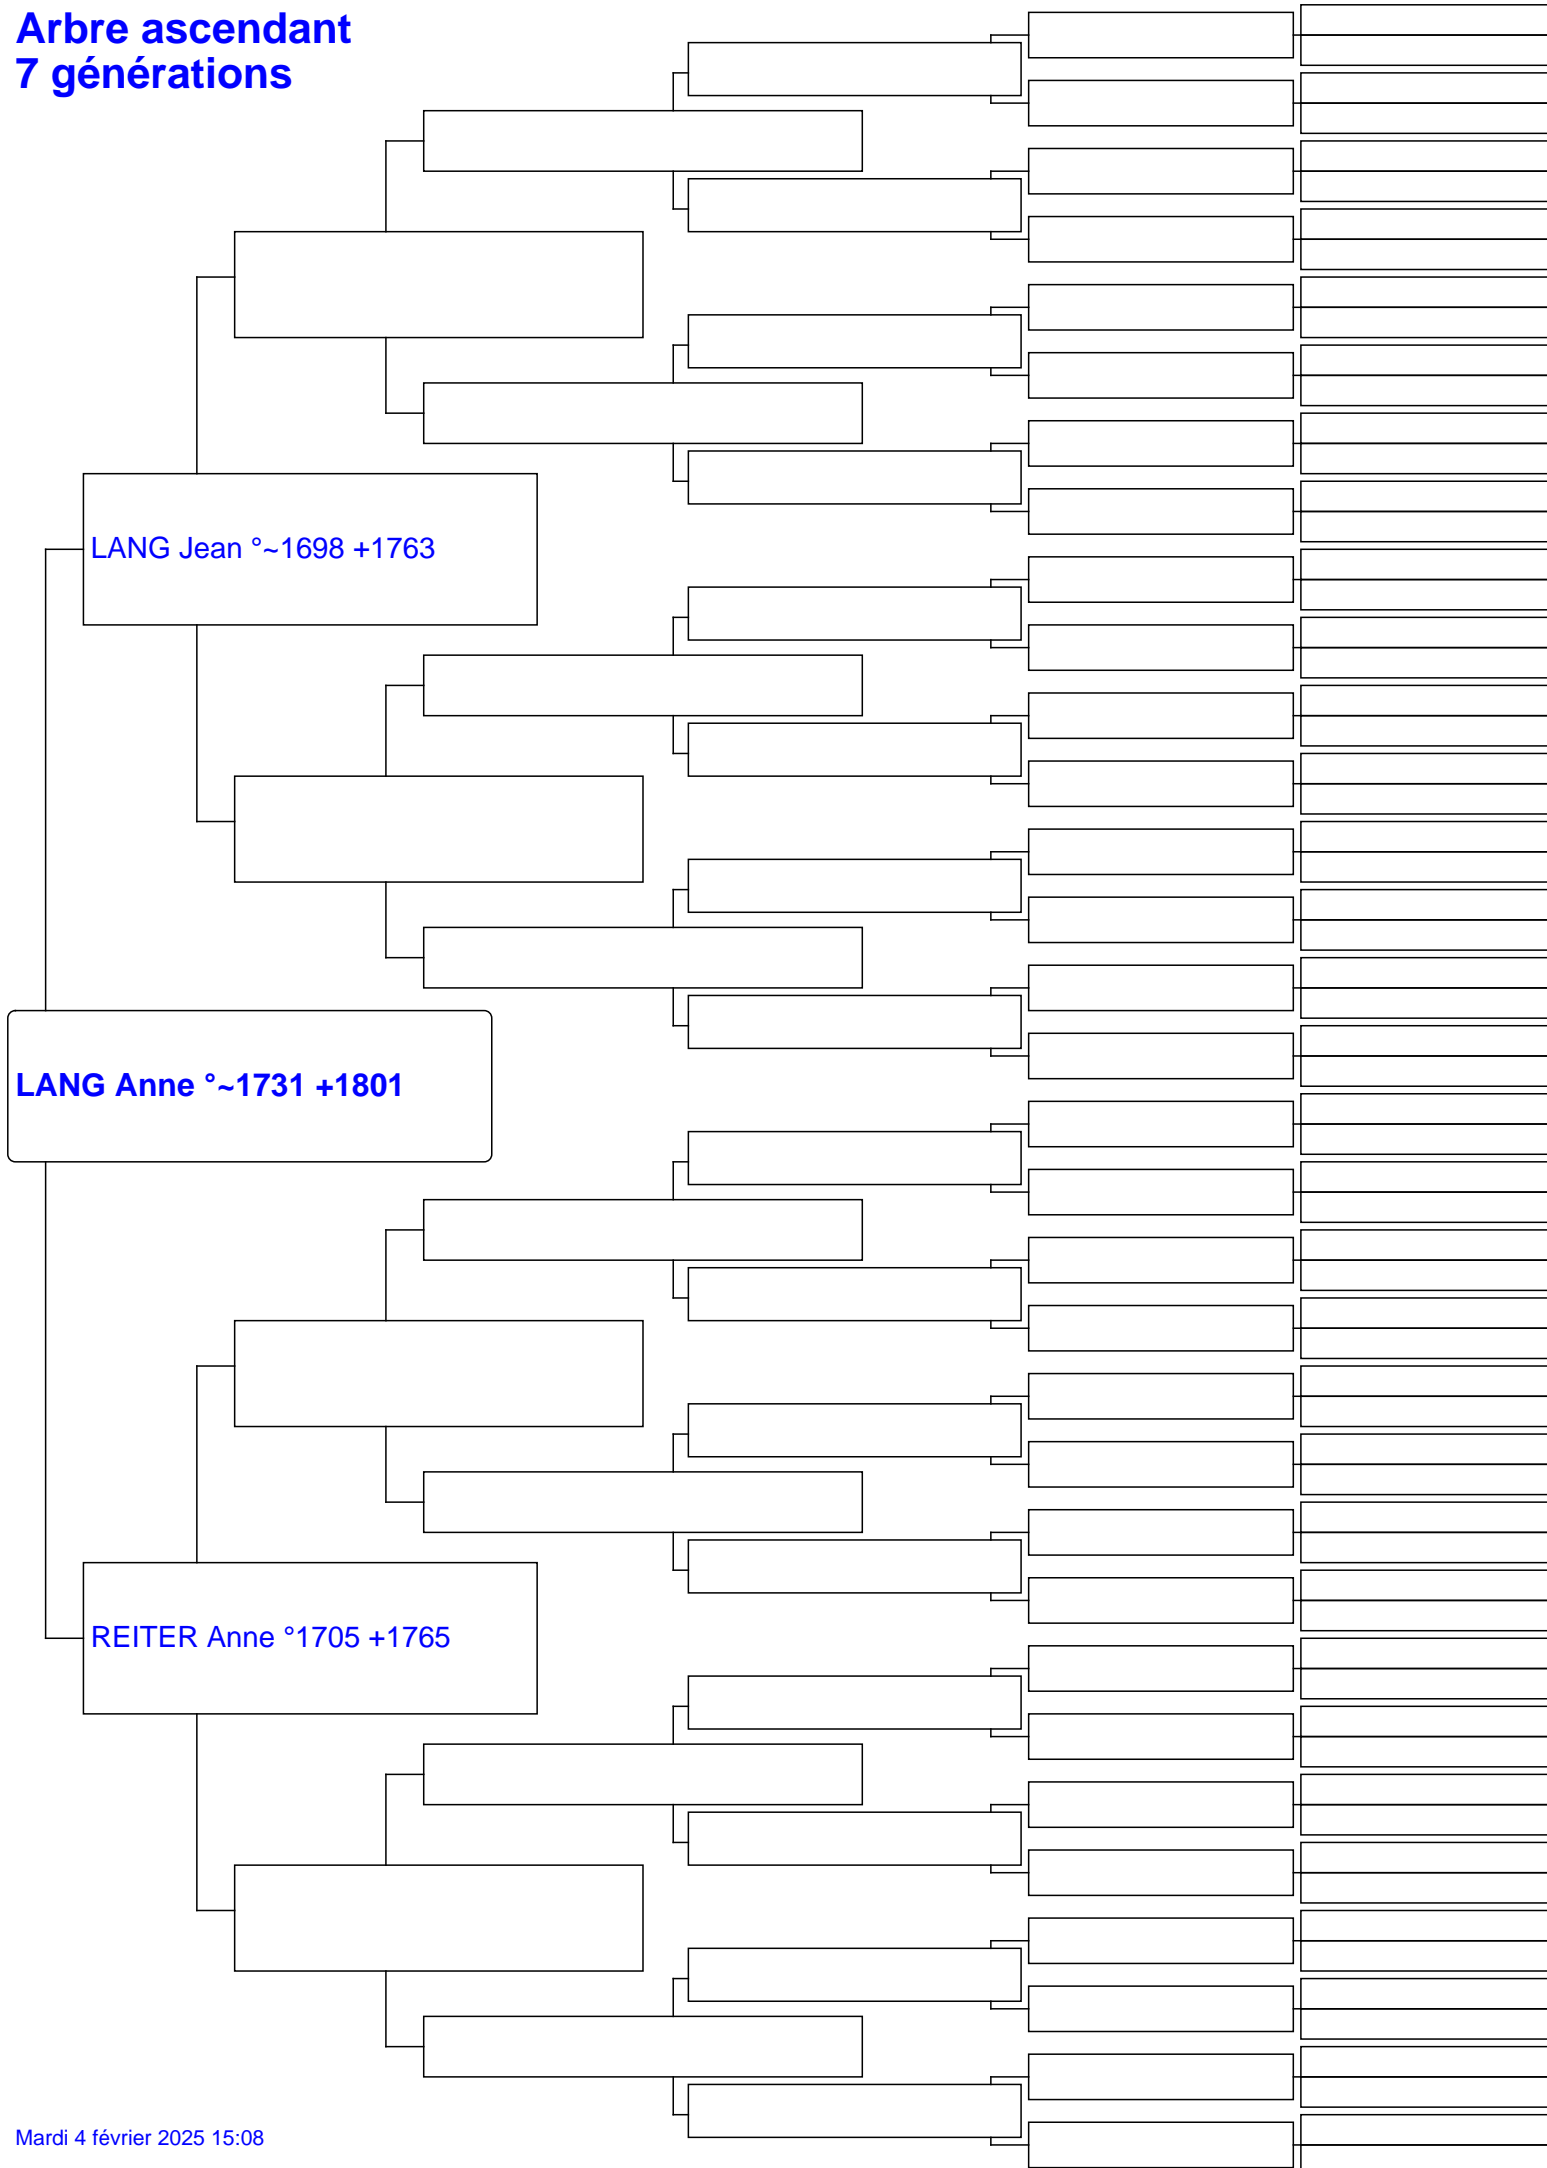 Arbre ascendant
7 générations
LANG Jean °~1698 +1763
LANG Anne °~1731 +1801
REITER Anne °1705 +1765
Mardi 4 février 2025 15:08